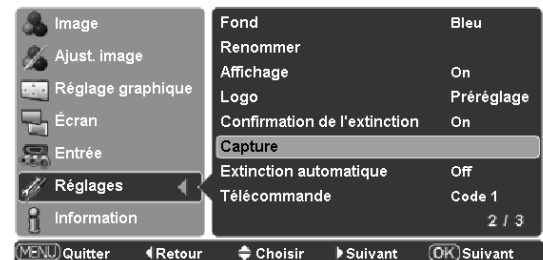 Image
Ajust. image
Réglage graphique
Écran
Entrée
Réglages
Information
Fond Bleu
Renommer
Affichage On
Logo Préréglage
Confirmation de l'extinction On
Capture
Extinction automatique Off
Télécommande Code 1
2 / 3
MENU Quitter Retour Choisir Suivant OK Suivant